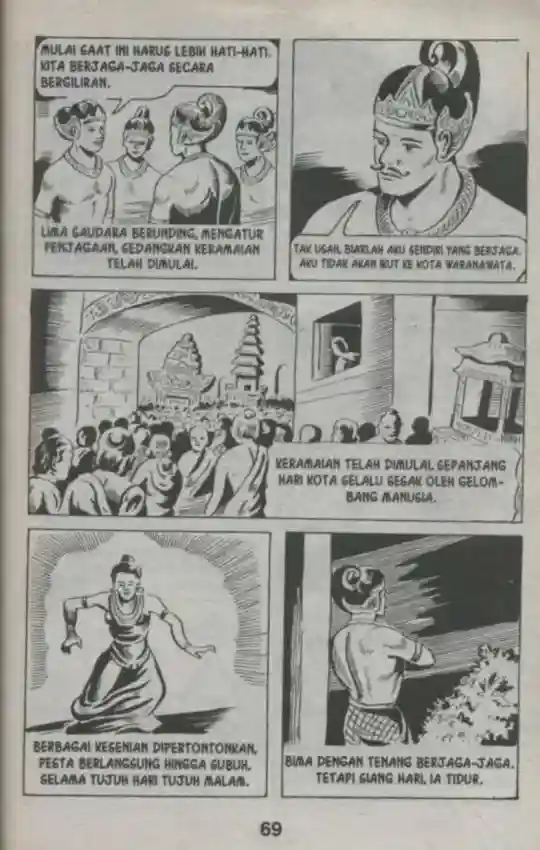 MULAI SAAT INI HARUS LEBIH HATI-HATI.
KITA BERJAGA-JAGA SECARA
BERGILIRAN.
LIMA SAUDARA BERUNDING, MENGATUR
PENJAGAAN, SEDANGKAN KERAMAIAN
TELAH DIMULAI.
TAK USAH, BIARLAH AKU SENDIRI YANG BERJAGA.
AKU TIDAK AKAN IKUT KE KOTA WARANAWATA.
KERAMAIAN TELAH DIMULAI. SEPANJANG
HARI KOTA SELALU SESAK OLEH GELOM-
BANG MANUSIA.
BERBAGAI KESENIAN DIPERTONTONKAN,
PESTA BERLANGSUNG HINGGA SUBUH.
SELAMA TUJUH HARI TUJUH MALAM.
BIMA DENGAN TENANG BERJAGA-JAGA.
TETAPI SIANG HARI, IA TIDUR.
69